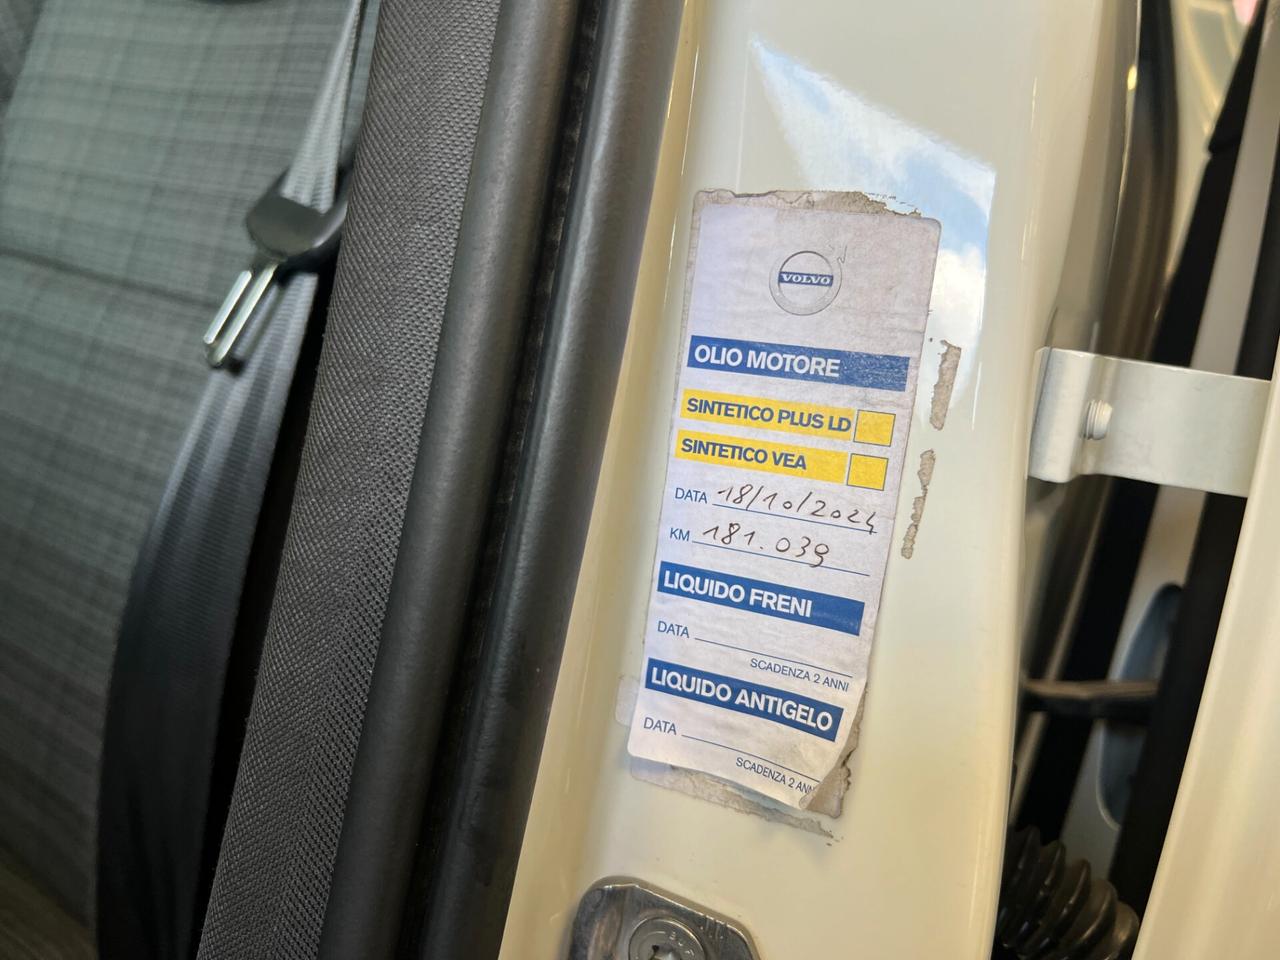 VOLVO
OLIO MOTORE
SINTETICO PLUS LD
SINTETICO VEA
DATA 18/10/2024
KM 181.039
LIQUIDO FRENI
DATA
SCADENZA 2 ANNI
LIQUIDO ANTIGELO
DATA
SCADENZA 2 ANN